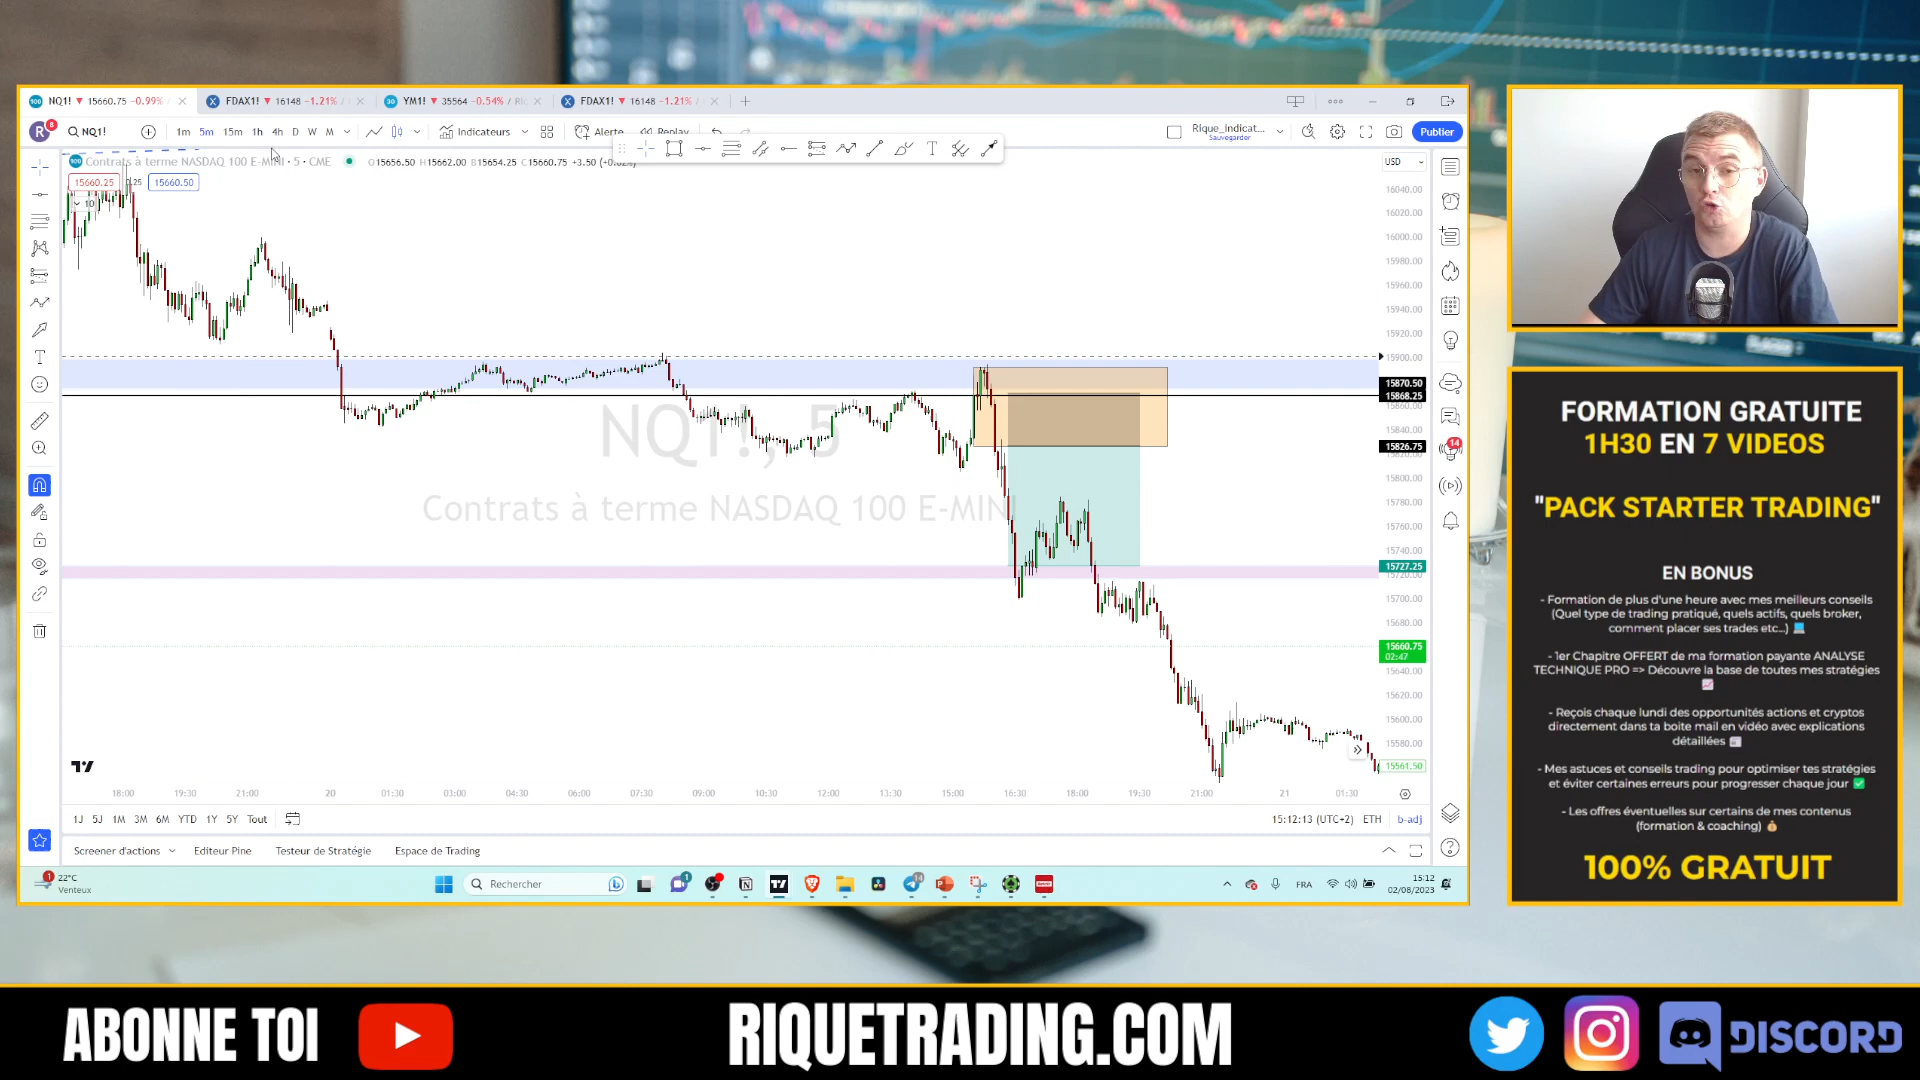 NQ1! ▼ 15660.75 -0.99% /
FDAX1! ▼ 16148 -1.21% /
YM1! ▼ 35564 -0.54% /
FDAX1! ▼ 16148 -1.21% /
R 8
NQ1!
1m 5m 15m 1h 4h D W M
Indicateurs
Alerte
Replay
Rique_indicat...
Sauvegarder
Publier
Contrats à terme NASDAQ 100 E-MINI · 5 · CME
O15656.50 H15662.00 B15654.25 C15660.75 +3.50
USD
15660.25
15660.50
10
16040.00
16020.00
16000.00
15980.00
15960.00
15940.00
15920.00
15900.00
15870.50
15868.25
15860.00
15840.00
15826.75
15820.00
15800.00
15780.00
15760.00
15740.00
15727.25
15720.00
15700.00
15680.00
15660.75
02:47
15640.00
15620.00
15600.00
15580.00
15561.50
NQ1!, 5
Contrats à terme NASDAQ 100 E-MINI
18:00 19:30 21:00 20 01:30 03:00 04:30 06:00 07:30 09:00 10:30 12:00 13:30 15:00 16:30 18:00 19:30 21:00 21 01:30
1J 5J 1M 3M 6M YTD 1Y 5Y Tout
15:12:13 (UTC+2) ETH b-adj
Screener d'actions
Editeur Pine
Testeur de Stratégie
Espace de Trading
14
1
22°C
Venteux
Rechercher
1
14
FRA
15:12
02/08/2023
FORMATION GRATUITE
1H30 EN 7 VIDEOS
"PACK STARTER TRADING"
EN BONUS
- Formation de plus d'une heure avec mes meilleurs conseils
(Quel type de trading pratiqué, quels actifs, quels broker,
comment placer ses trades etc...)
- 1er Chapitre OFFERT de ma formation payante ANALYSE
TECHNIQUE PRO => Découvre la base de toutes mes stratégies
- Reçois chaque lundi des opportunités actions et cryptos
directement dans ta boite mail en vidéo avec explications
détaillées
- Mes astuces et conseils trading pour optimiser tes stratégies
et éviter certaines erreurs pour progresser chaque jour
- Les offres éventuelles sur certains de mes contenus
(formation & coaching)
100% GRATUIT
ABONNE TOI
RIQUETRADING.COM
DISCORD